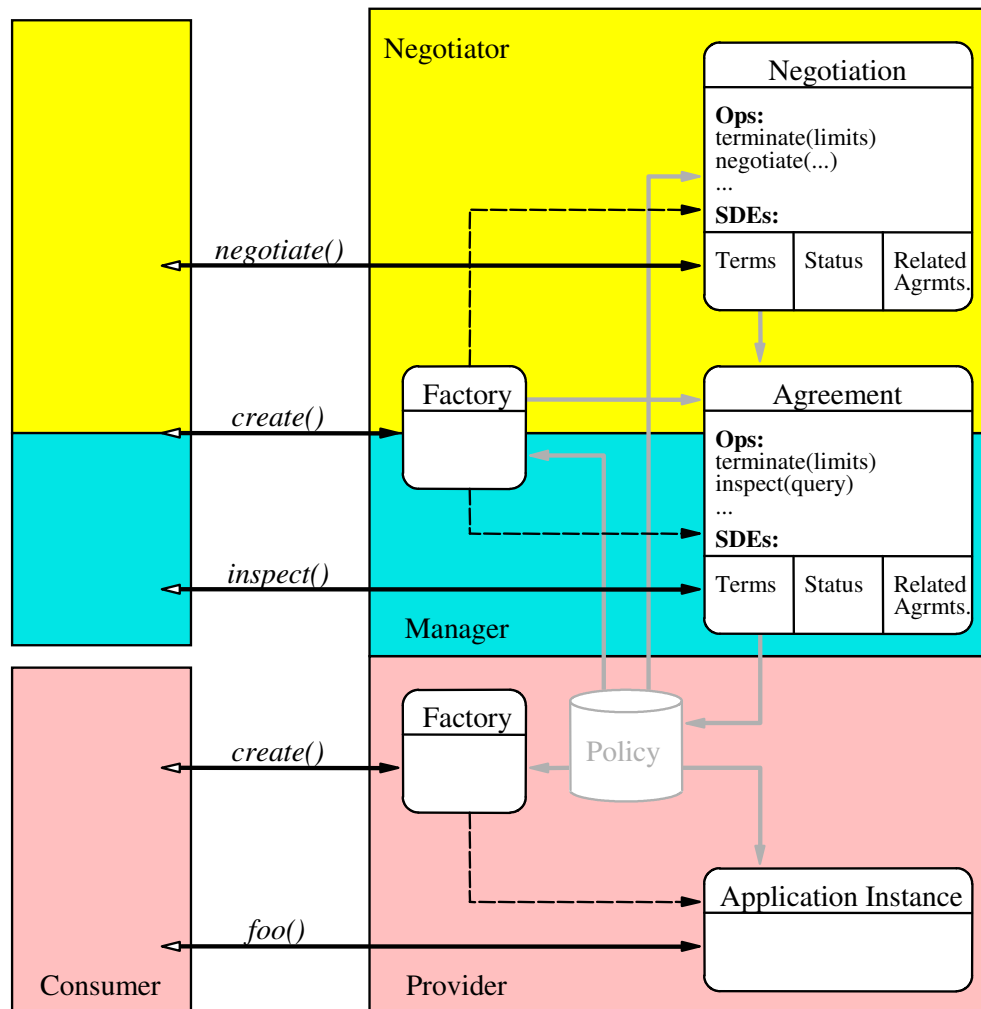 Negotiator
Negotiation
Ops:
terminate(limits)
negotiate(...)
...
SDEs:
negotiate()
Terms
Status
Related
Agrmts.
Factory
Agreement
create()
Ops:
terminate(limits)
inspect(query)
...
SDEs:
inspect()
Terms
Status
Related
Agrmts.
Manager
Factory
create()
Policy
Application Instance
foo()
Consumer
Provider